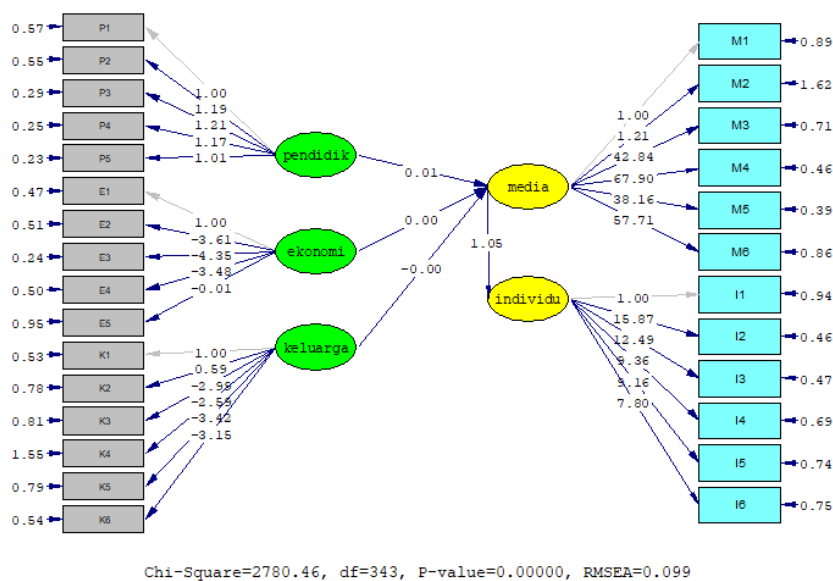 0.57 P1
0.55 P2
0.29 P3
0.25 P4
0.23 P5
0.47 E1
0.51 E2
0.24 E3
0.50 E4
0.95 E5
0.53 K1
0.78 K2
0.81 K3
1.55 K4
0.79 K5
0.54 K6
1.00
1.19
1.21
1.17
1.01
1.00
-3.61
-4.35
-3.48
-0.01
1.00
0.59
-2.99
-2.59
-3.42
-3.15
pendidik
ekonomi
keluarga
0.01
0.00
-0.00
media
1.05
individu
1.00
1.21
42.84
67.90
38.16
57.71
1.00
15.87
12.49
9.36
9.16
7.80
M1 0.89
M2 1.62
M3 0.71
M4 0.46
M5 0.39
M6 0.86
I1 0.94
I2 0.46
I3 0.47
I4 0.69
I5 0.74
I6 0.75
Chi-Square=2780.46, df=343, P-value=0.00000, RMSEA=0.099